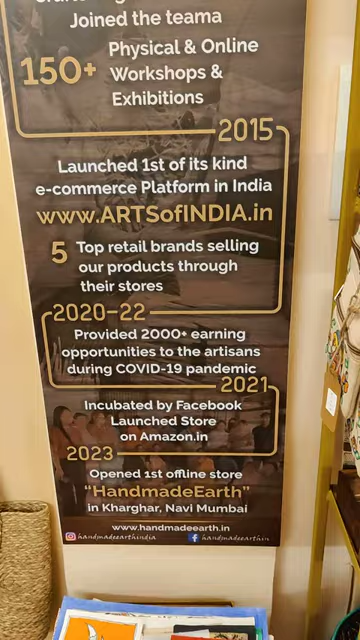 Joined the teama
150+ Physical & Online
Workshops &
Exhibitions
2015
Launched 1st of its kind
e-commerce Platform in India
www.ARTSofINDIA.in
5 Top retail brands selling
our products through
their stores
2020-22
Provided 2000+ earning
opportunities to the artisans
during COVID-19 pandemic
2021
Incubated by Facebook
Launched Store
on Amazon.in
2023
Opened 1st offline store
"HandmadeEarth"
in Kharghar, Navi Mumbai
www.handmadeearth.in
handmadeearthindia
handmadeearthin